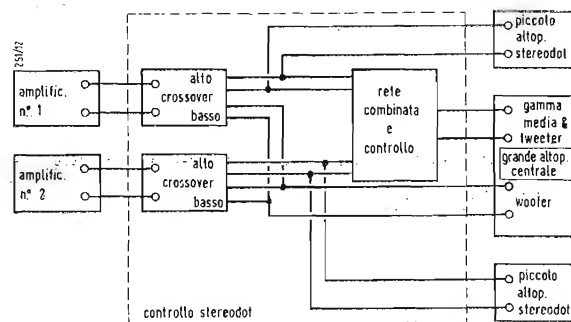 251/12
amplific.
n.° 1
alto
crossover
basso
amplific.
n.° 2
alto
crossover
basso
rete
combinata
e
controllo
controllo stereodot
piccolo
altop.
stereodot
gamma
media &
tweeter
grande altop.
centrale
woofer
piccolo
altop.
stereodot